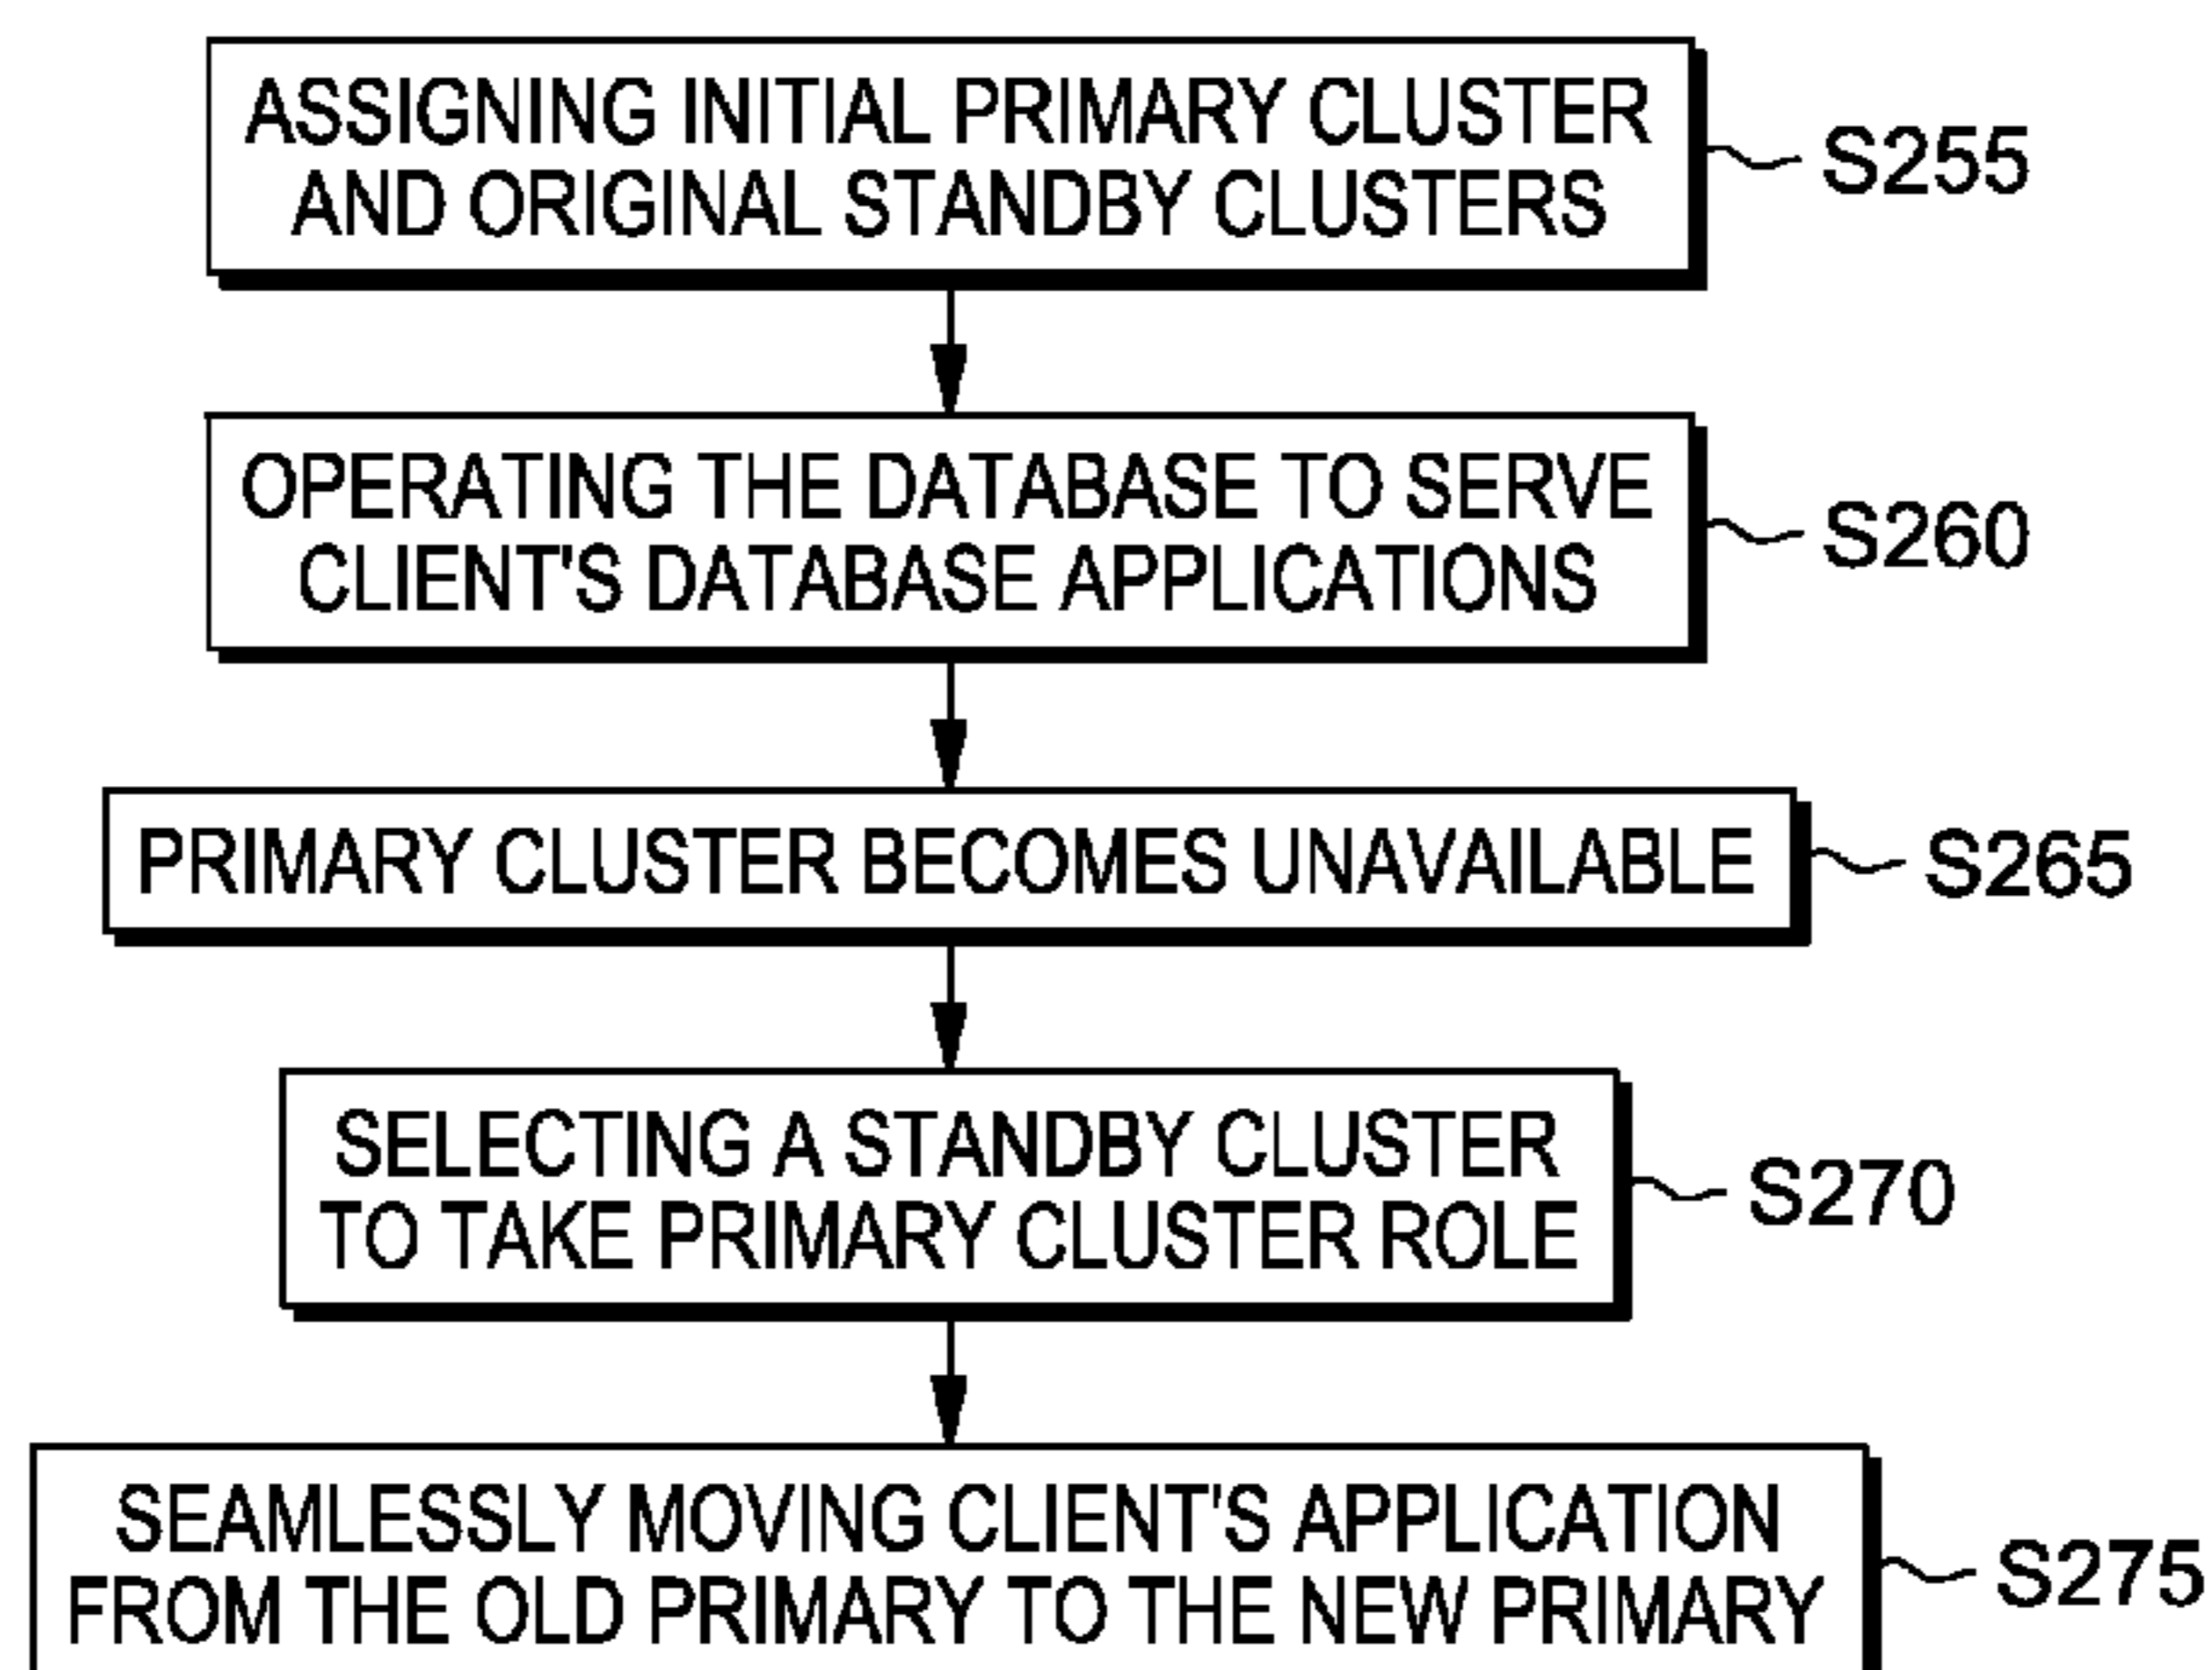 ASSIGNING INITIAL PRIMARY CLUSTER
AND ORIGINAL STANDBY CLUSTERS
S255
OPERATING THE DATABASE TO SERVE
CLIENT'S DATABASE APPLICATIONS
S260
PRIMARY CLUSTER BECOMES UNAVAILABLE
S265
SELECTING A STANDBY CLUSTER
TO TAKE PRIMARY CLUSTER ROLE
S270
SEAMLESSLY MOVING CLIENT'S APPLICATION
FROM THE OLD PRIMARY TO THE NEW PRIMARY
S275